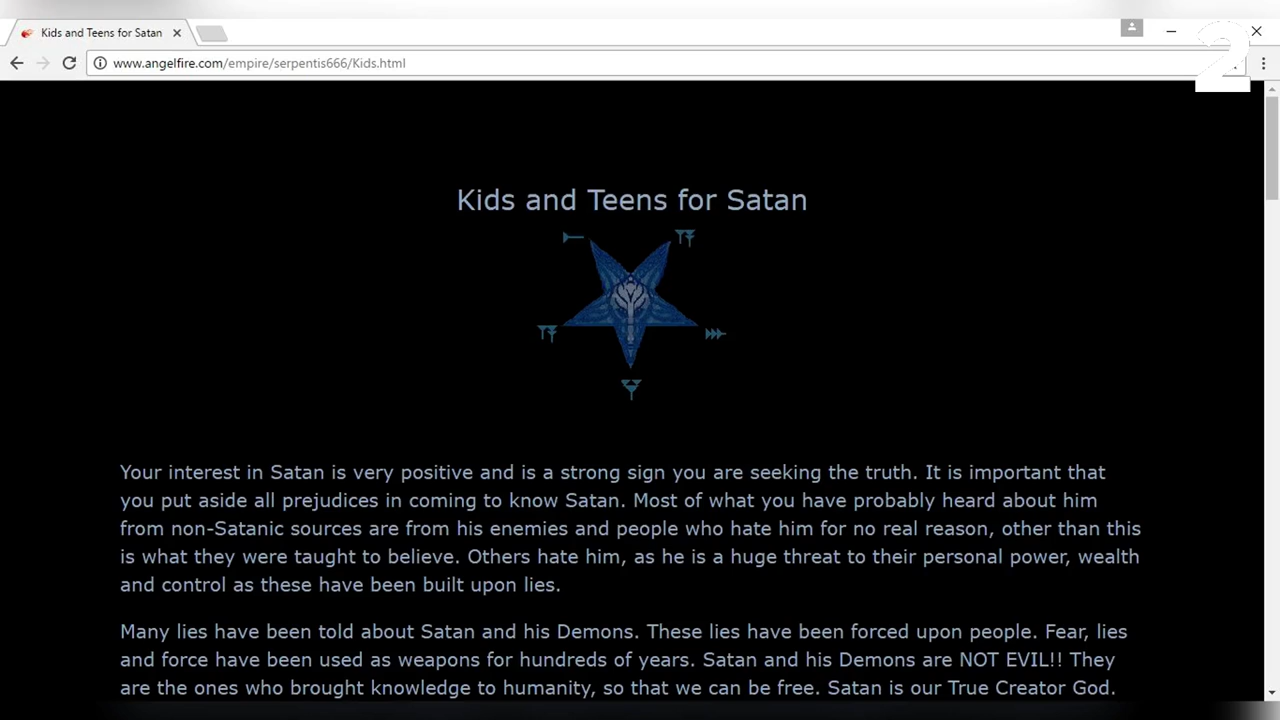 Kids and Teens for Satan
2
www.angelfire.com/empire/serpentis666/Kids.html
Kids and Teens for Satan
Your interest in Satan is very positive and is a strong sign you are seeking the truth. It is important that
you put aside all prejudices in coming to know Satan. Most of what you have probably heard about him
from non-Satanic sources are from his enemies and people who hate him for no real reason, other than this
is what they were taught to believe. Others hate him, as he is a huge threat to their personal power, wealth
and control as these have been built upon lies.
Many lies have been told about Satan and his Demons. These lies have been forced upon people. Fear, lies
and force have been used as weapons for hundreds of years. Satan and his Demons are NOT EVIL!! They
are the ones who brought knowledge to humanity, so that we can be free. Satan is our True Creator God.